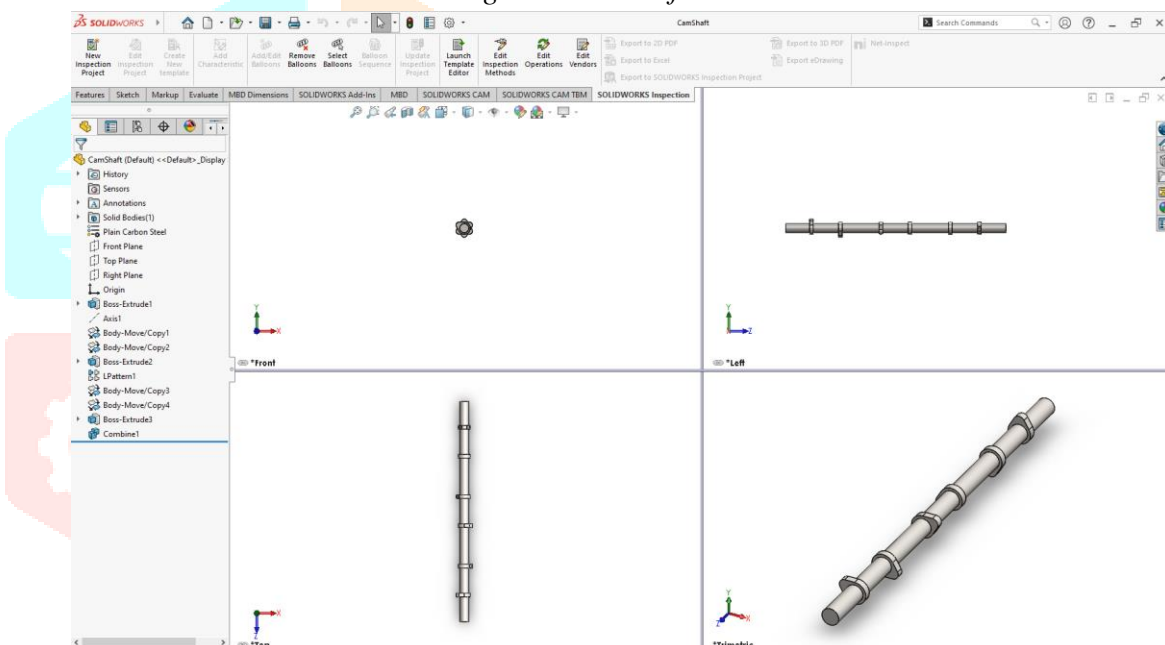 SOLIDWORKS
CamShaft
Search Commands
New Inspection Project
Edit Inspection Project
Create New template
Add Characteristic
Add/Edit Balloons
Remove Balloons
Select Balloons
Balloon Sequence
Update Inspection Project
Launch Template Editor
Edit Inspection Methods
Edit Operations
Edit Vendors
Export to 2D PDF
Export to Excel
Export to SOLIDWORKS Inspection Project
Export to 3D PDF
Export eDrawing
Net-Inspect
Features Sketch Markup Evaluate MBD Dimensions SOLIDWORKS Add-Ins MBD SOLIDWORKS CAM SOLIDWORKS CAM TBM SOLIDWORKS Inspection
CamShaft (Default) <<Default>_Display
History
Sensors
Annotations
Solid Bodies(1)
Plain Carbon Steel
Front Plane
Top Plane
Right Plane
Origin
Boss-Extrude1
Axis1
Body-Move/Copy1
Body-Move/Copy2
Boss-Extrude2
LPattern1
Body-Move/Copy3
Body-Move/Copy4
Boss-Extrude3
Combine1
Y
X
*Front
Y
Z
*Left
X
Z
*Top
Y
Z
X
*Trimetric